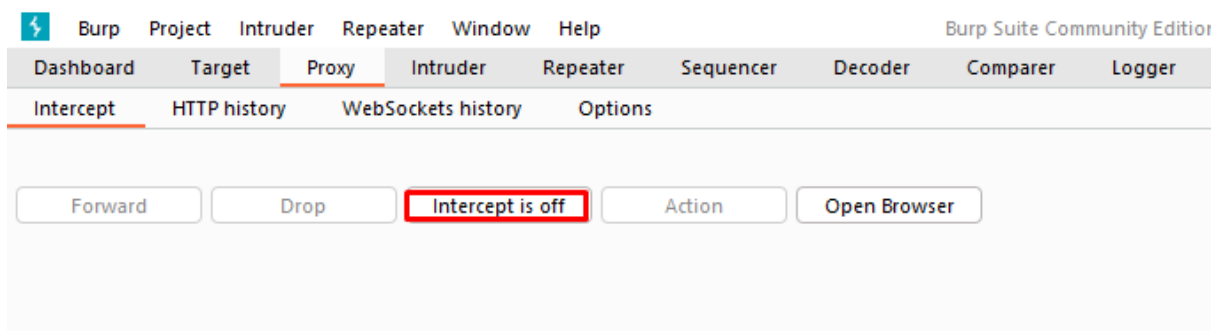 Burp Project Intruder Repeater Window Help Burp Suite Community Edition
Dashboard Target Proxy Intruder Repeater Sequencer Decoder Comparer Logger
Intercept HTTP history WebSockets history Options
Forward Drop Intercept is off Action Open Browser